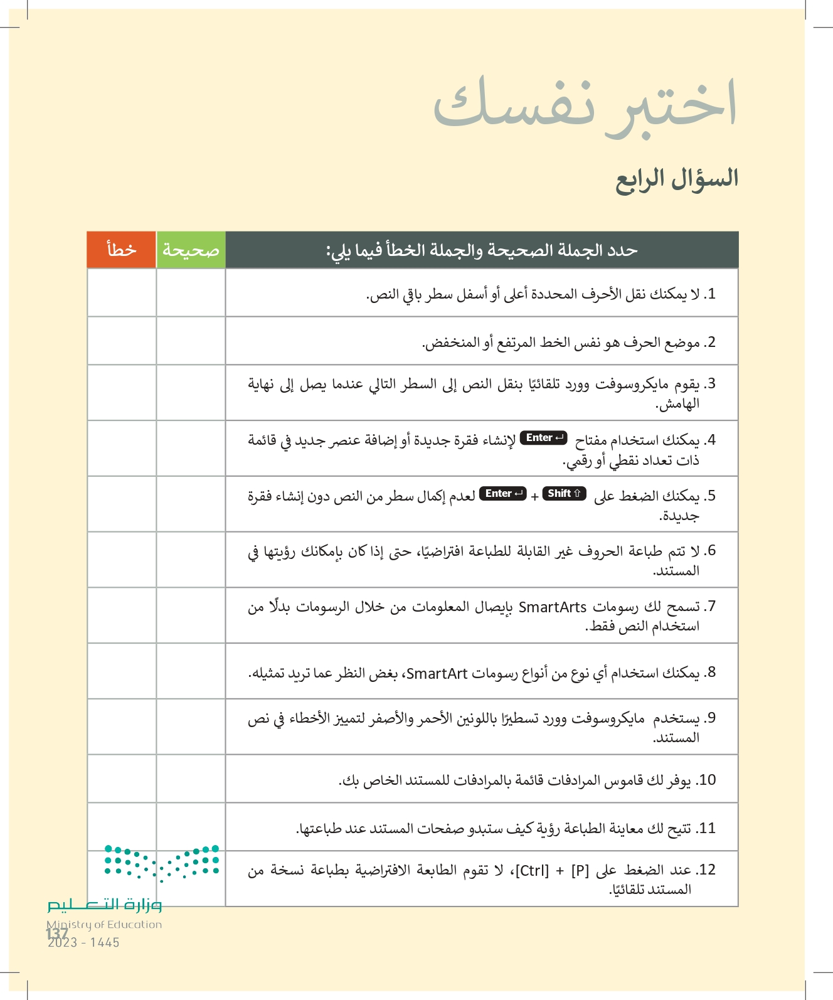 اختبر نفسك
السؤال الرابع
حدد الجملة الصحيحة والجملة الخطأ فيما يلي: صحيحة خطأ
1. لا يمكنك نقل الأحرف المحددة أعلى أو أسفل سطر باقي النص.
2. موضع الحرف هو نفس الخط المرتفع أو المنخفض.
3. يقوم مايكروسوفت وورد تلقائيًا بنقل النص إلى السطر التالي عندما يصل إلى نهاية
الهامش.
4. يمكنك استخدام مفتاح Enter ↵ لإنشاء فقرة جديدة أو إضافة عنصر جديد في قائمة
ذات تعداد نقطي أو رقمي.
5. يمكنك الضغط على Shift ⇧ + Enter ↵ لعدم إكمال سطر من النص دون إنشاء فقرة
جديدة.
6. لا تتم طباعة الحروف غير القابلة للطباعة افتراضيًا، حتى إذا كان بإمكانك رؤيتها في
المستند.
7. تسمح لك رسومات SmartArts بإيصال المعلومات من خلال الرسومات بدلًا من
استخدام النص فقط.
8. يمكنك استخدام أي نوع من أنواع رسومات SmartArt، بغض النظر عما تريد تمثيله.
9. يستخدم مايكروسوفت وورد تسطيرًا باللونين الأحمر والأصفر لتمييز الأخطاء في نص
المستند.
10. يوفر لك قاموس المرادفات قائمة بالمرادفات للمستند الخاص بك.
11. تتيح لك معاينة الطباعة رؤية كيف ستبدو صفحات المستند عند طباعتها.
12. عند الضغط على [Ctrl] + [P]، لا تقوم الطابعة الافتراضية بطباعة نسخة من
المستند تلقائيًا.
وزارة التعليم
Ministry of Education
137
2023 - 1445